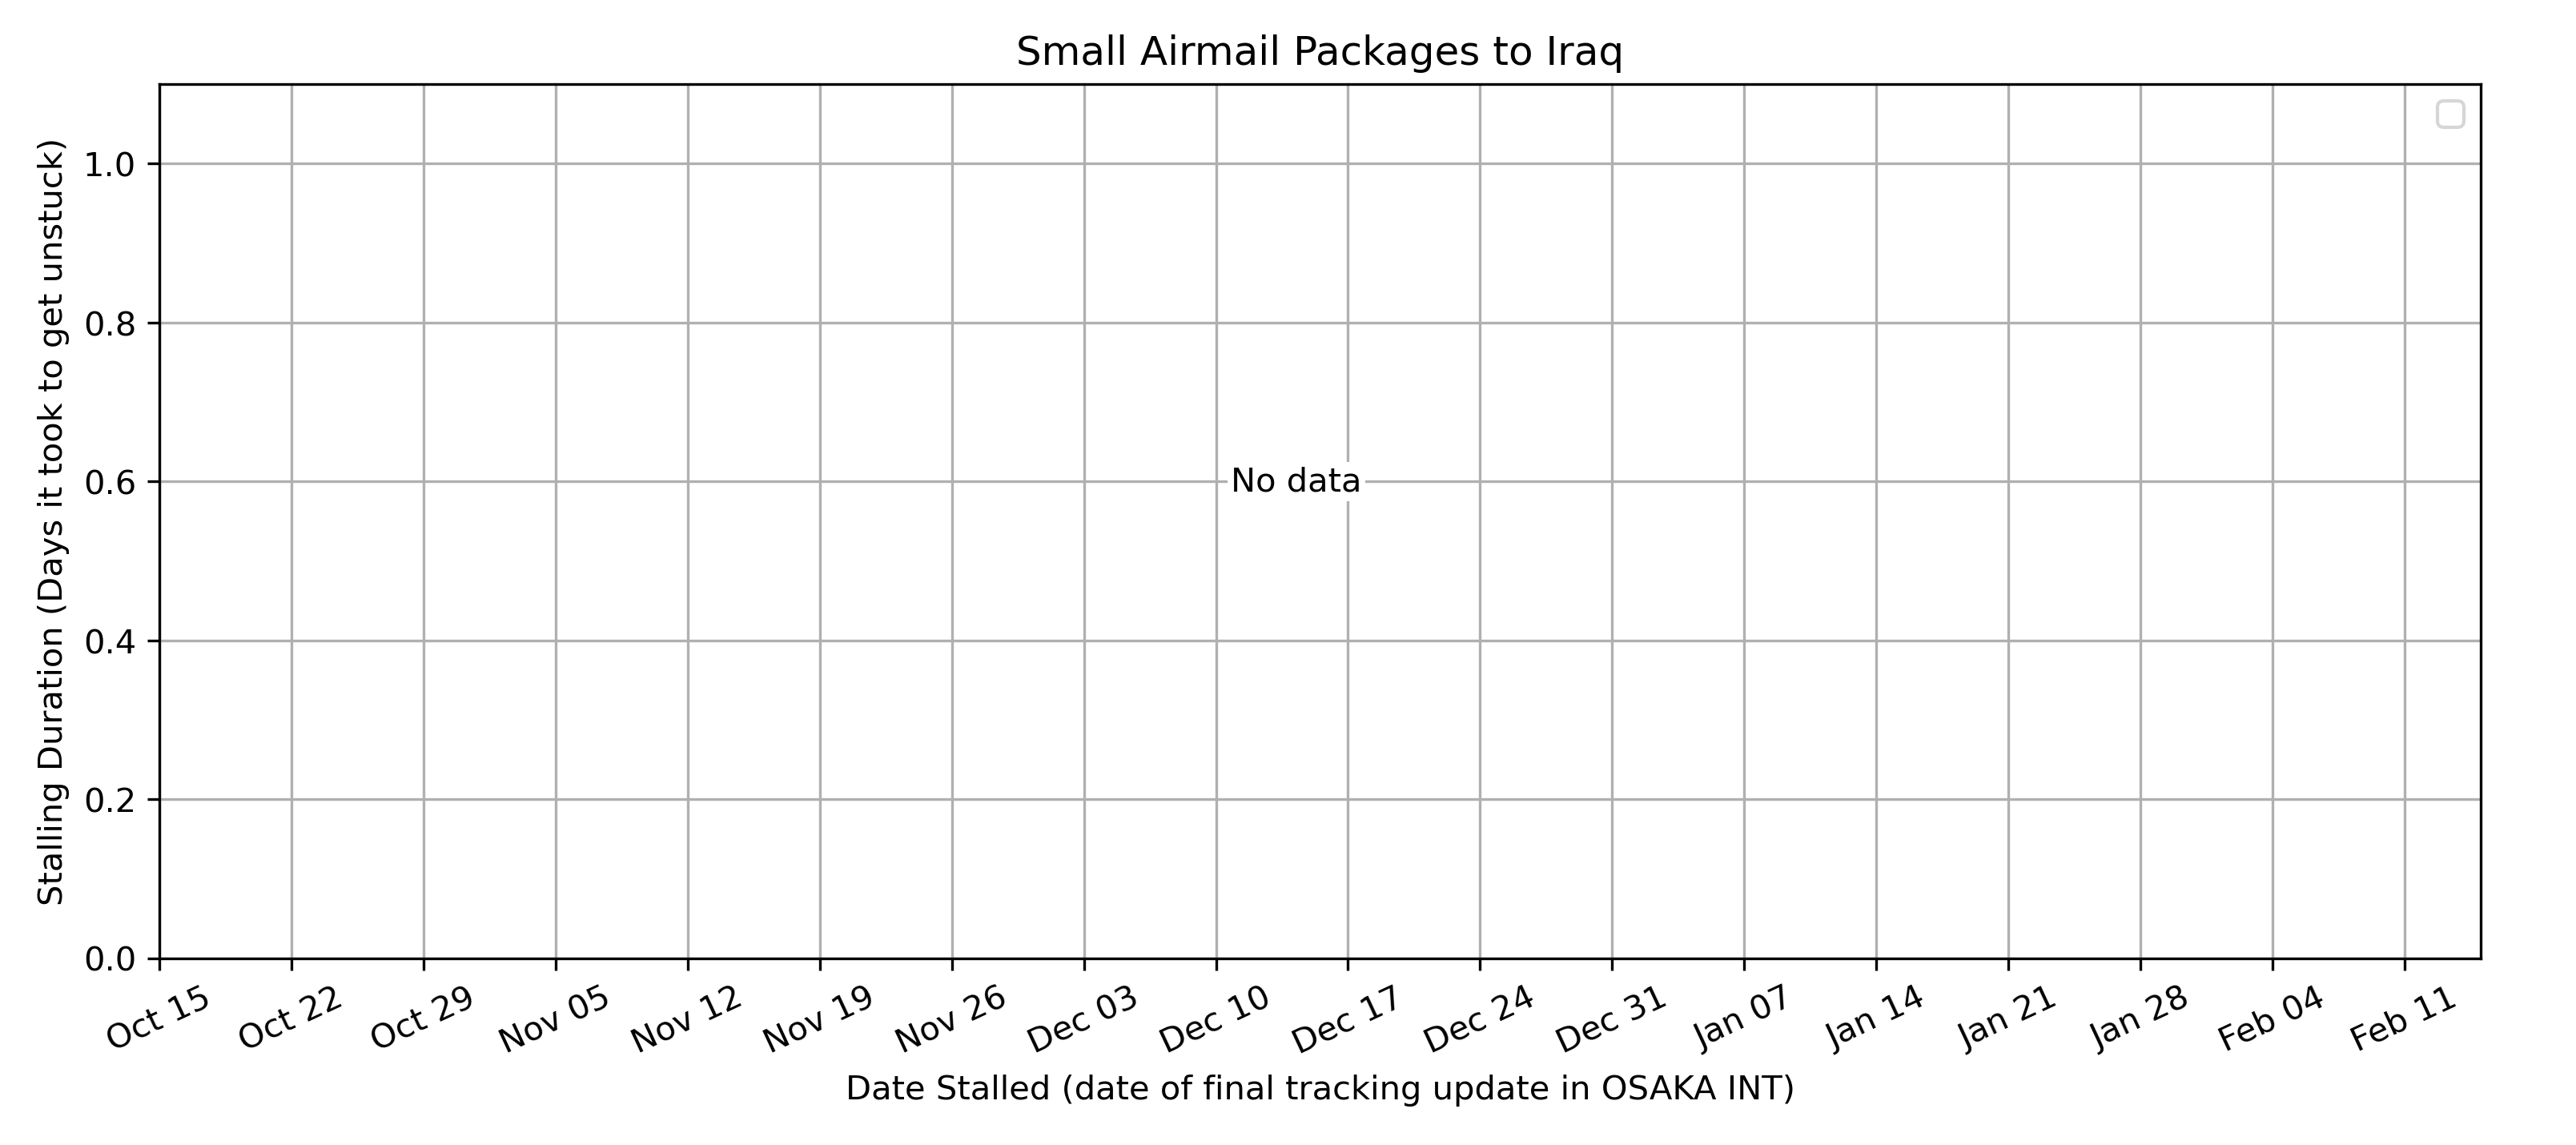 Small Airmail Packages to Iraq
Stalling Duration (Days it took to get unstuck)
1.0
0.8
0.6
0.4
0.2
0.0
No data
Oct 15
Oct 22
Oct 29
Nov 05
Nov 12
Nov 19
Nov 26
Dec 03
Dec 10
Dec 17
Dec 24
Dec 31
Jan 07
Jan 14
Jan 21
Jan 28
Feb 04
Feb 11
Date Stalled (date of final tracking update in OSAKA INT)